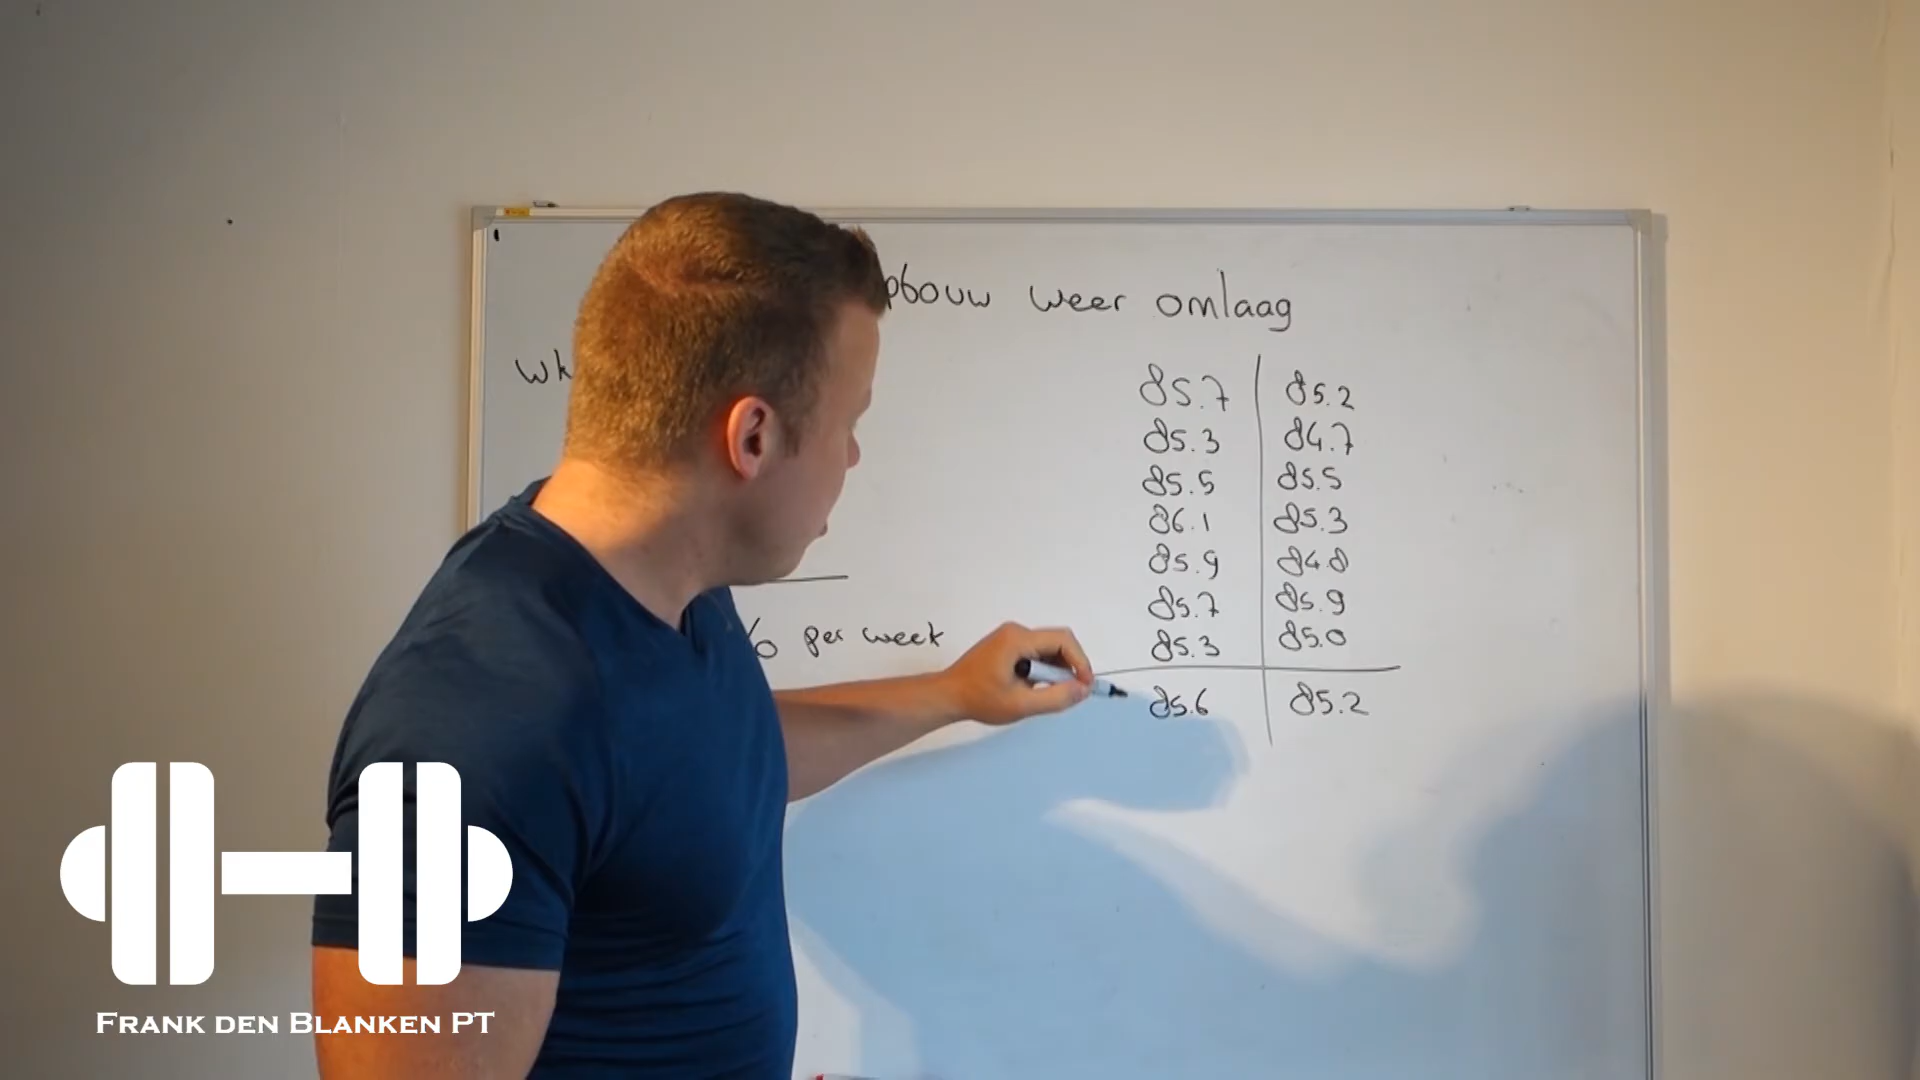 pbouw weer omlaag
wk
85.7 85.2
85.3 84.7
85.5 85.5
86.1 85.3
85.9 84.8
85.7 85.9
% per week
85.3 85.0
85.6 85.2
FRANK DEN BLANKEN PT